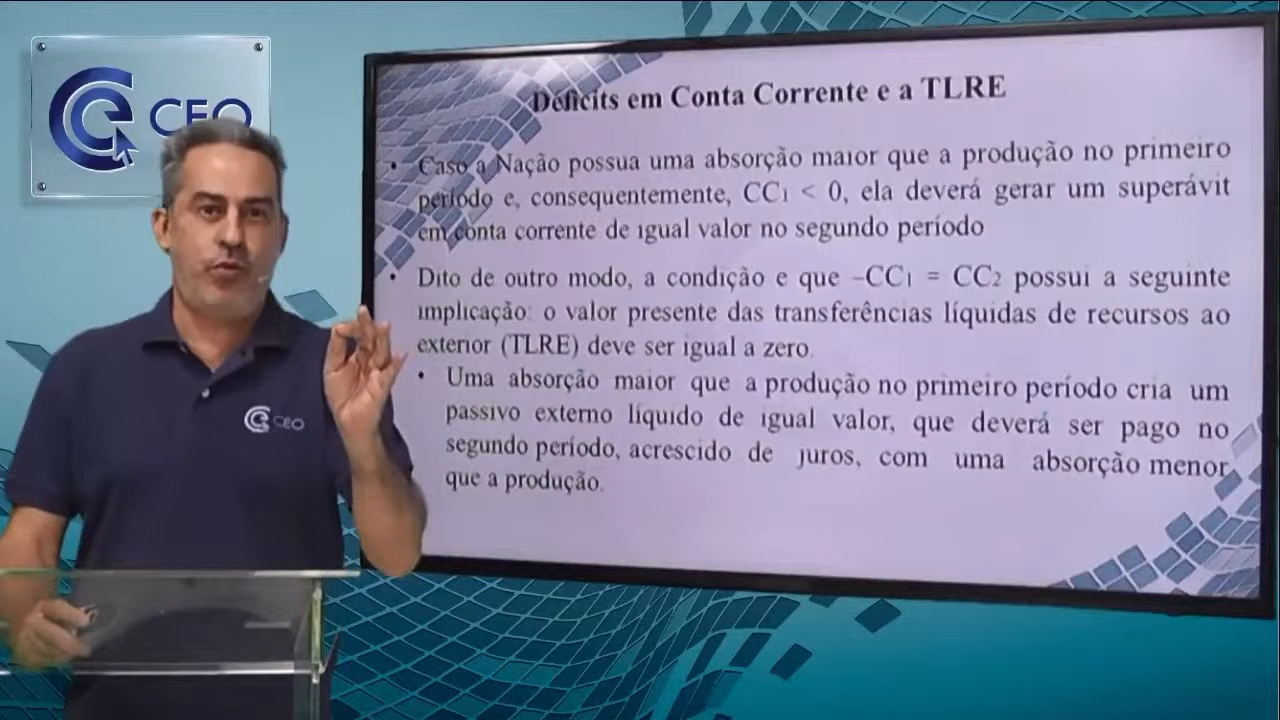 CEO
Déficits em Conta Corrente e a TLRE
• Caso a Nação possua uma absorção maior que a produção no primeiro
período e, consequentemente, CC1 < 0, ela deverá gerar um superávit
em conta corrente de igual valor no segundo período
• Dito de outro modo, a condição e que –CC1 = CC2 possui a seguinte
implicação: o valor presente das transferências líquidas de recursos ao
exterior (TLRE) deve ser igual a zero.
• Uma absorção maior que a produção no primeiro período cria um
passivo externo líquido de igual valor, que deverá ser pago no
segundo período, acrescido de juros, com uma absorção menor
que a produção.
CEO